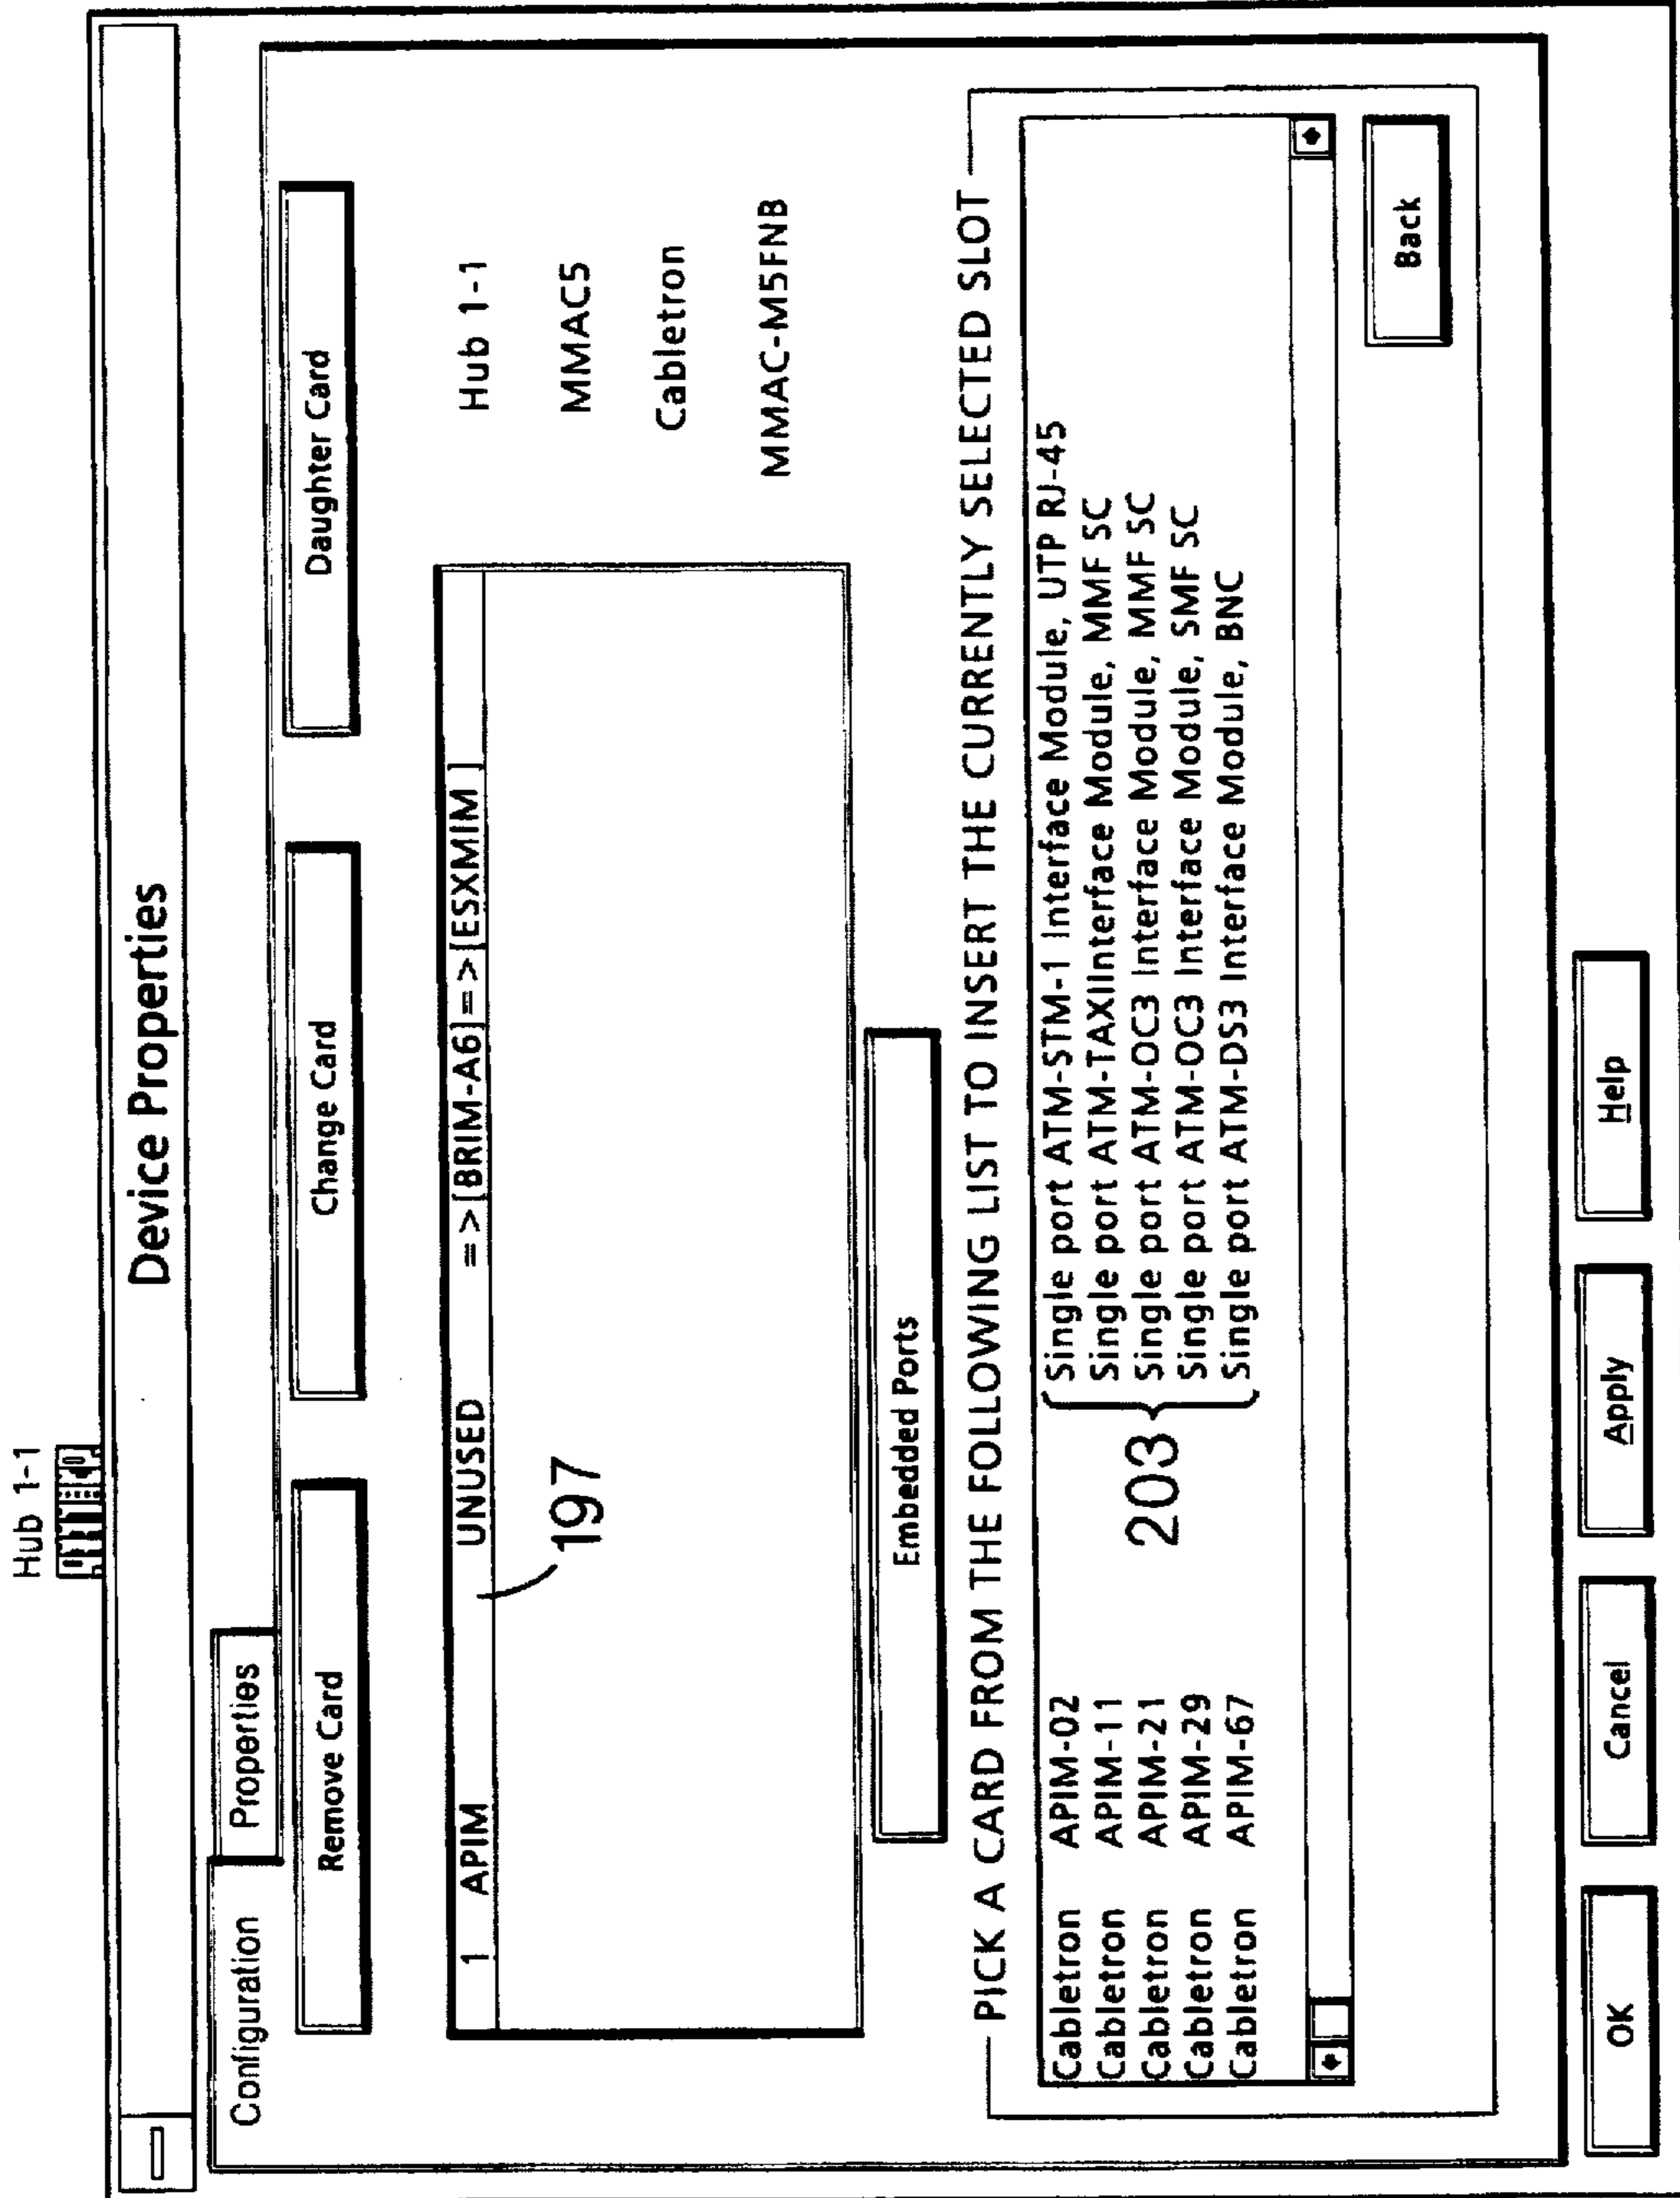 Hub 1-1
Device Properties
Configuration Properties
Remove Card Change Card Daughter Card
1 APIM UNUSED =>[BRIM-A6]=>[ESXMIM ]
197
Hub 1-1
MMAC5
Cabletron
MMAC-M5FNB
Embedded Ports
PICK A CARD FROM THE FOLLOWING LIST TO INSERT THE CURRENTLY SELECTED SLOT
Cabletron APIM-02 Single port ATM-STM-1 Interface Module, UTP RJ-45
Cabletron APIM-11 Single port ATM-TAXIInterface Module, MMF SC
Cabletron APIM-21 Single port ATM-OC3 Interface Module, MMF SC
Cabletron APIM-29 Single port ATM-OC3 Interface Module, SMF SC
Cabletron APIM-67 Single port ATM-DS3 Interface Module, BNC
203
Back
OK Cancel Apply Help